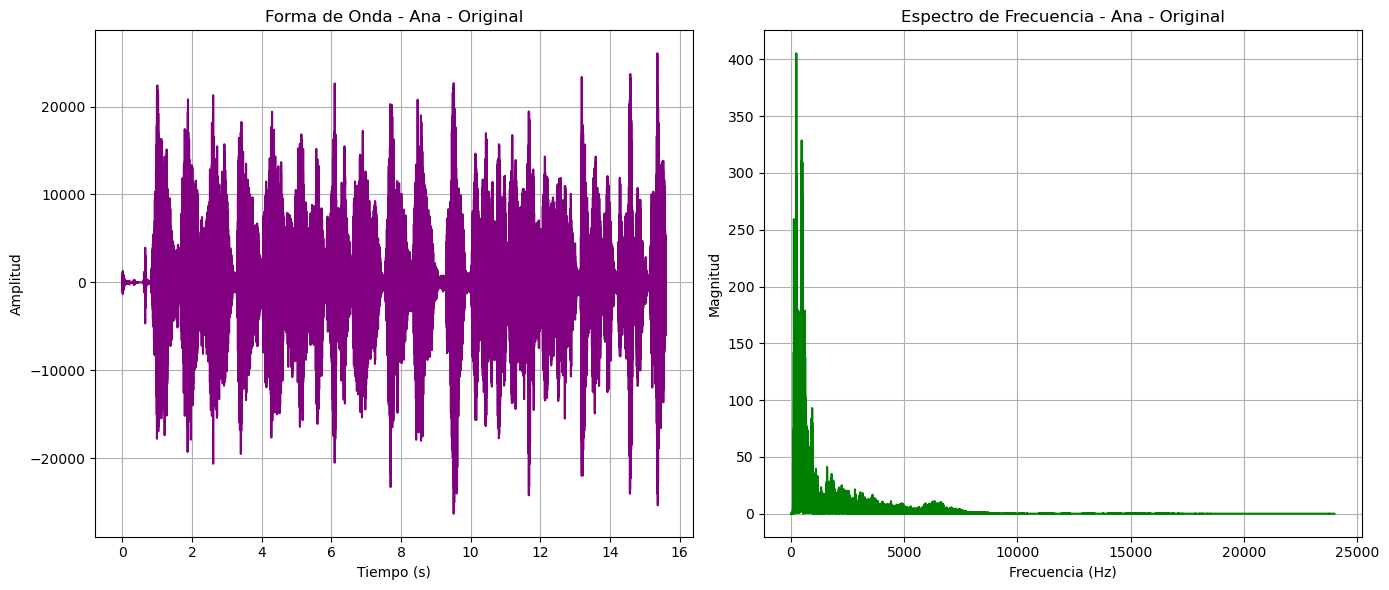 Forma de Onda - Ana - Original
20000
10000
0
−10000
−20000
Amplitud
0 2 4 6 8 10 12 14 16
Tiempo (s)
Espectro de Frecuencia - Ana - Original
400
350
300
250
200
150
100
50
0
Magnitud
0 5000 10000 15000 20000 25000
Frecuencia (Hz)